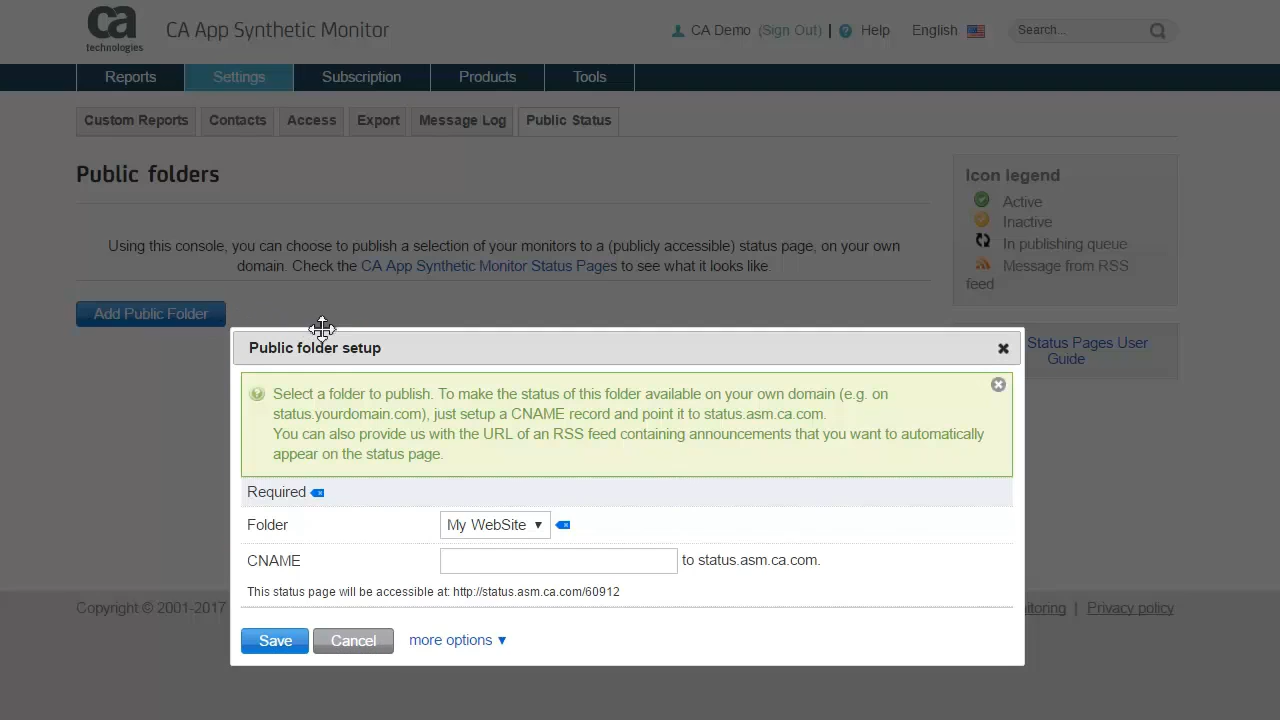 ca
technologies
CA App Synthetic Monitor
CA Demo (Sign Out) | Help English
Search...
Reports Settings Subscription Products Tools
Custom Reports Contacts Access Export Message Log Public Status
Public folders
Using this console, you can choose to publish a selection of your monitors to a (publicly accessible) status page, on your own
domain. Check the CA App Synthetic Monitor Status Pages to see what it looks like.
Add Public Folder
Icon legend
Active
Inactive
In publishing queue
Message from RSS
feed
Status Pages User
Guide
Public folder setup
Select a folder to publish. To make the status of this folder available on your own domain (e.g. on
status.yourdomain.com), just setup a CNAME record and point it to status.asm.ca.com.
You can also provide us with the URL of an RSS feed containing announcements that you want to automatically
appear on the status page.
Required
Folder My WebSite ▼
CNAME to status.asm.ca.com.
This status page will be accessible at: http://status.asm.ca.com/60912
Save Cancel more options ▼
Copyright © 2001-2017 | Privacy policy